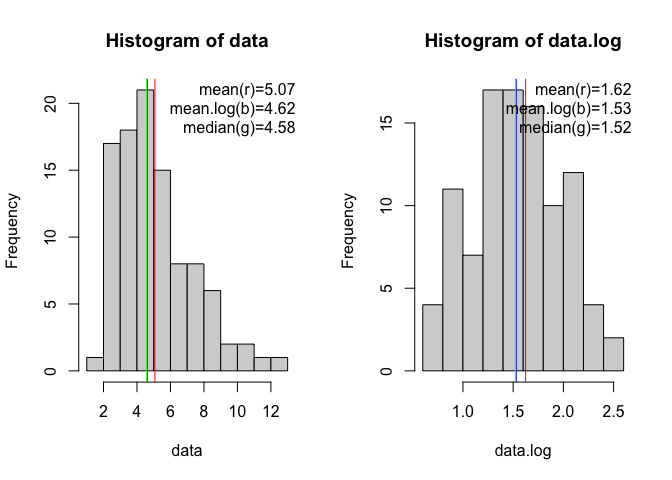 Histogram of data
mean(r)=5.07
mean.log(b)=4.62
median(g)=4.58
Frequency
0
5
10
15
20
2
4
6
8
10
12
data
Histogram of data.log
mean(r)=1.62
mean.log(b)=1.53
median(g)=1.52
Frequency
0
5
10
15
1.0
1.5
2.0
2.5
data.log